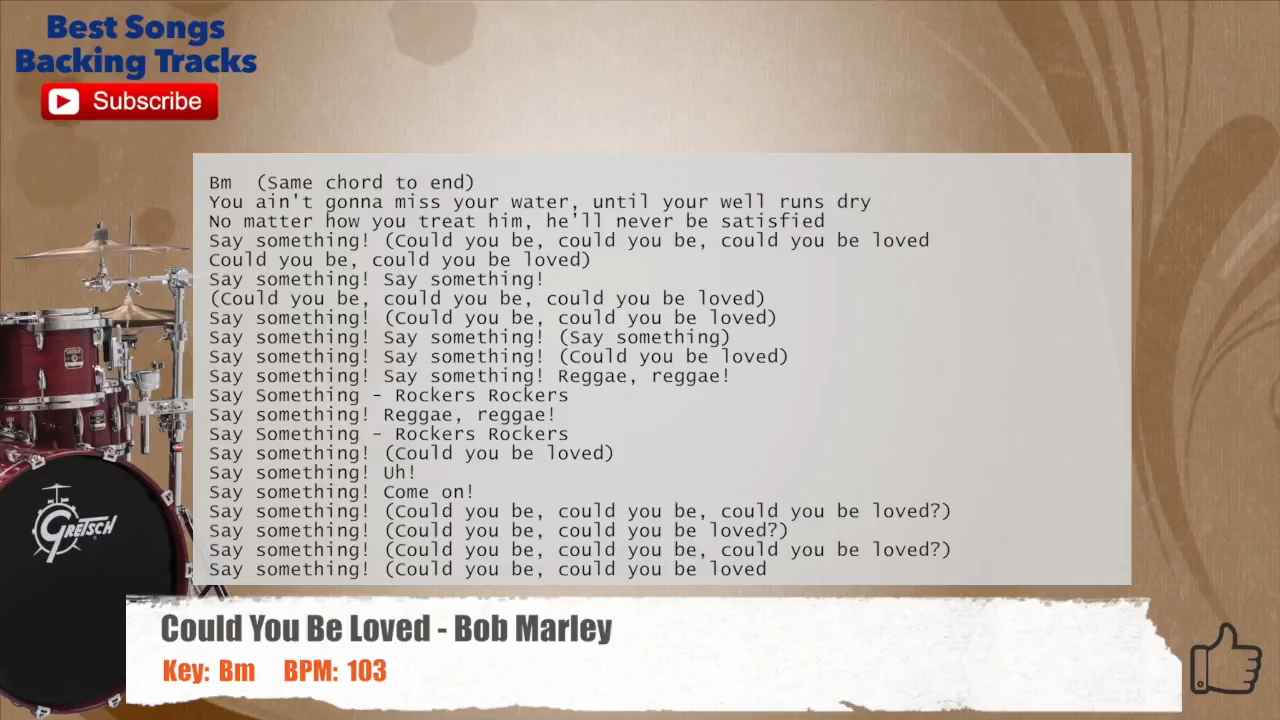 Best Songs
Backing Tracks
Subscribe
Bm  (Same chord to end)
You ain't gonna miss your water, until your well runs dry
No matter how you treat him, he'll never be satisfied
Say something! (Could you be, could you be, could you be loved
Could you be, could you be loved)
Say something! Say something!
(Could you be, could you be, could you be loved)
Say something! (Could you be, could you be loved)
Say something! Say something! (Say something)
Say something! Say something! (Could you be loved)
Say something! Say something! Reggae, reggae!
Say Something - Rockers Rockers
Say something! Reggae, reggae!
Say Something - Rockers Rockers
Say something! (Could you be loved)
Say something! Uh!
Say something! Come on!
Say something! (Could you be, could you be, could you be loved?)
Say something! (Could you be, could you be loved?)
Say something! (Could you be, could you be, could you be loved?)
Say something! (Could you be, could you be loved
GRETSCH
Could You Be Loved - Bob Marley
Key: Bm BPM: 103